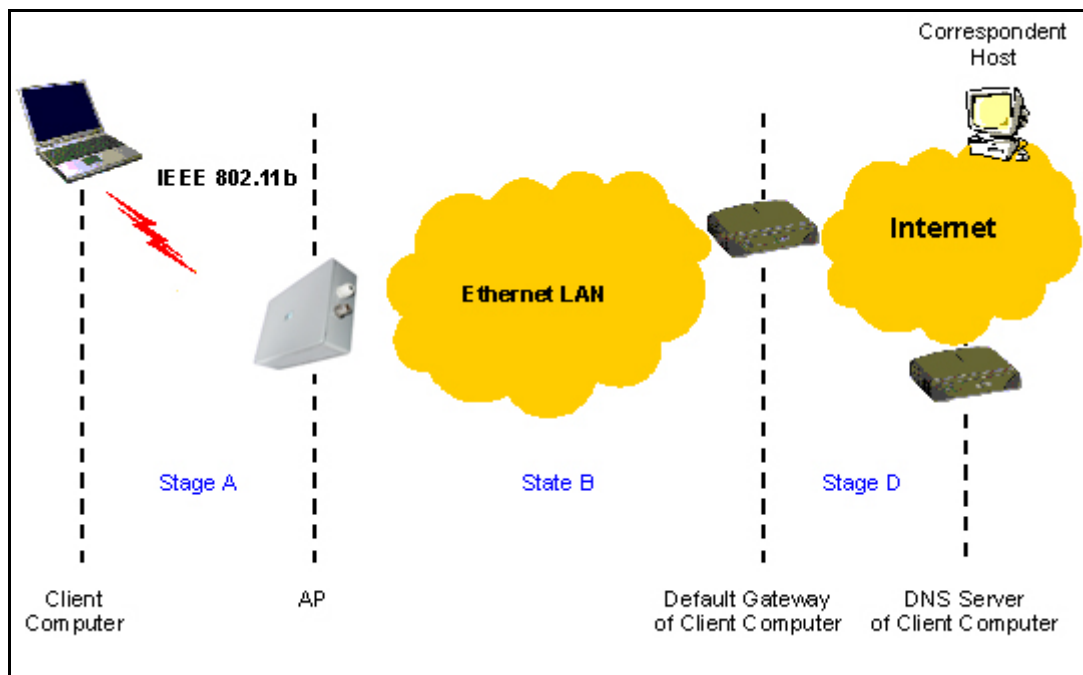 Correspondent
Host
IEEE 802.11b
Internet
Ethernet LAN
Stage A
State B
Stage D
Client
Computer
AP
Default Gateway
of Client Computer
DNS Server
of Client Computer